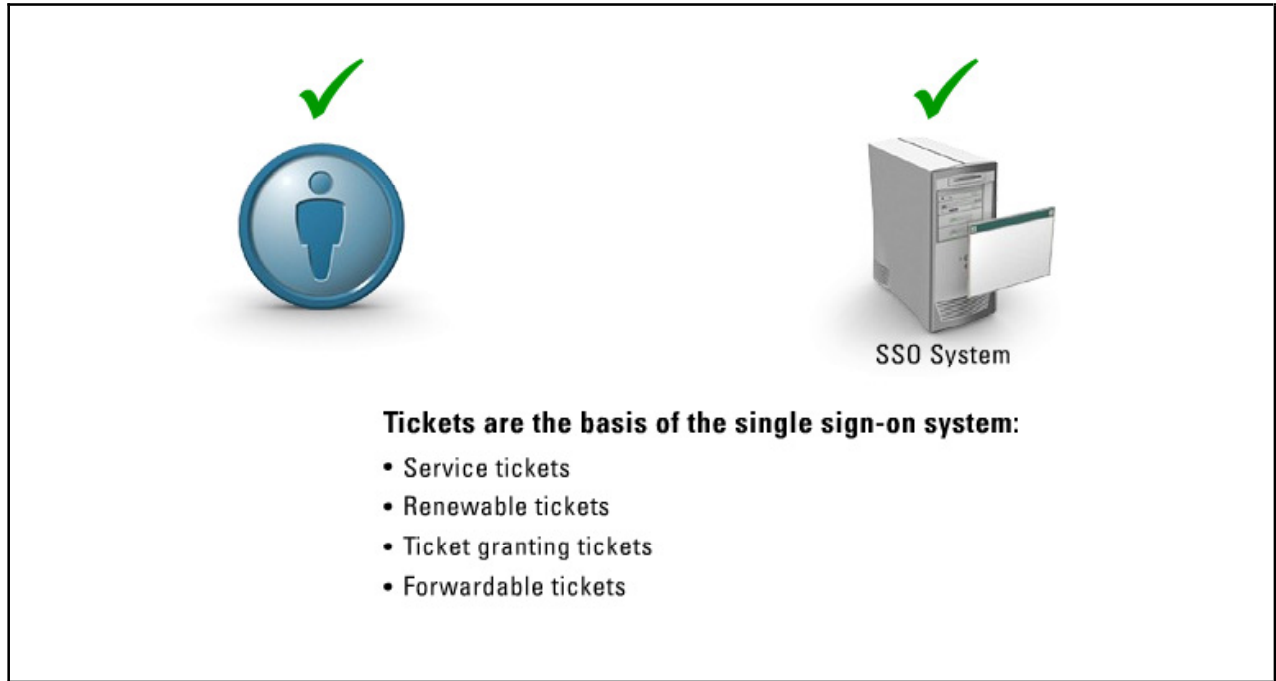 SSO System
Tickets are the basis of the single sign-on system:
• Service tickets
• Renewable tickets
• Ticket granting tickets
• Forwardable tickets